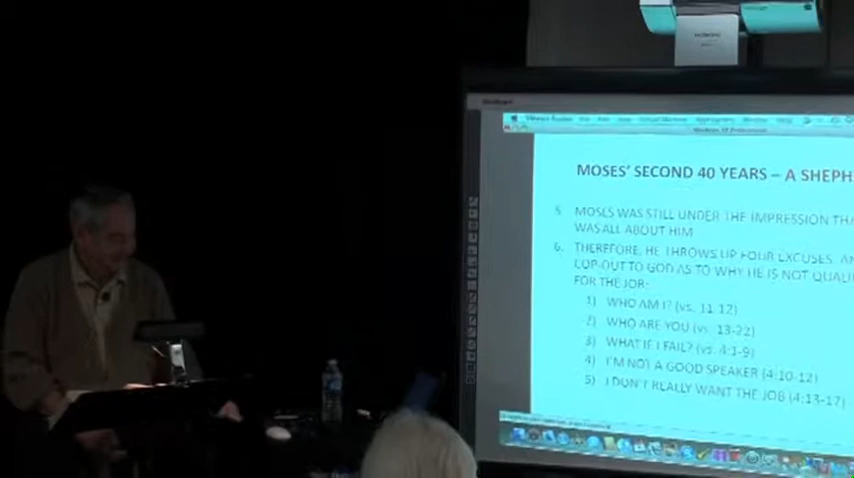 MOSES' SECOND 40 YEARS – A SHEPH
5. MOSES WAS STILL UNDER THE IMPRESSION THA
WAS ALL ABOUT HIM
6. THEREFORE, HE THROWS UP FOUR EXCUSES, AN
COP-OUT TO GOD AS TO WHY HE IS NOT QUALI
FOR THE JOB:
1) WHO AM I? (vs. 11,12)
2) WHO ARE YOU (vs. 13-22)
3) WHAT IF I FAIL? (vs. 4:1-9)
4) I'M NOT A GOOD SPEAKER (4:10-12)
5) I DON'T REALLY WANT THE JOB (4:13-17)